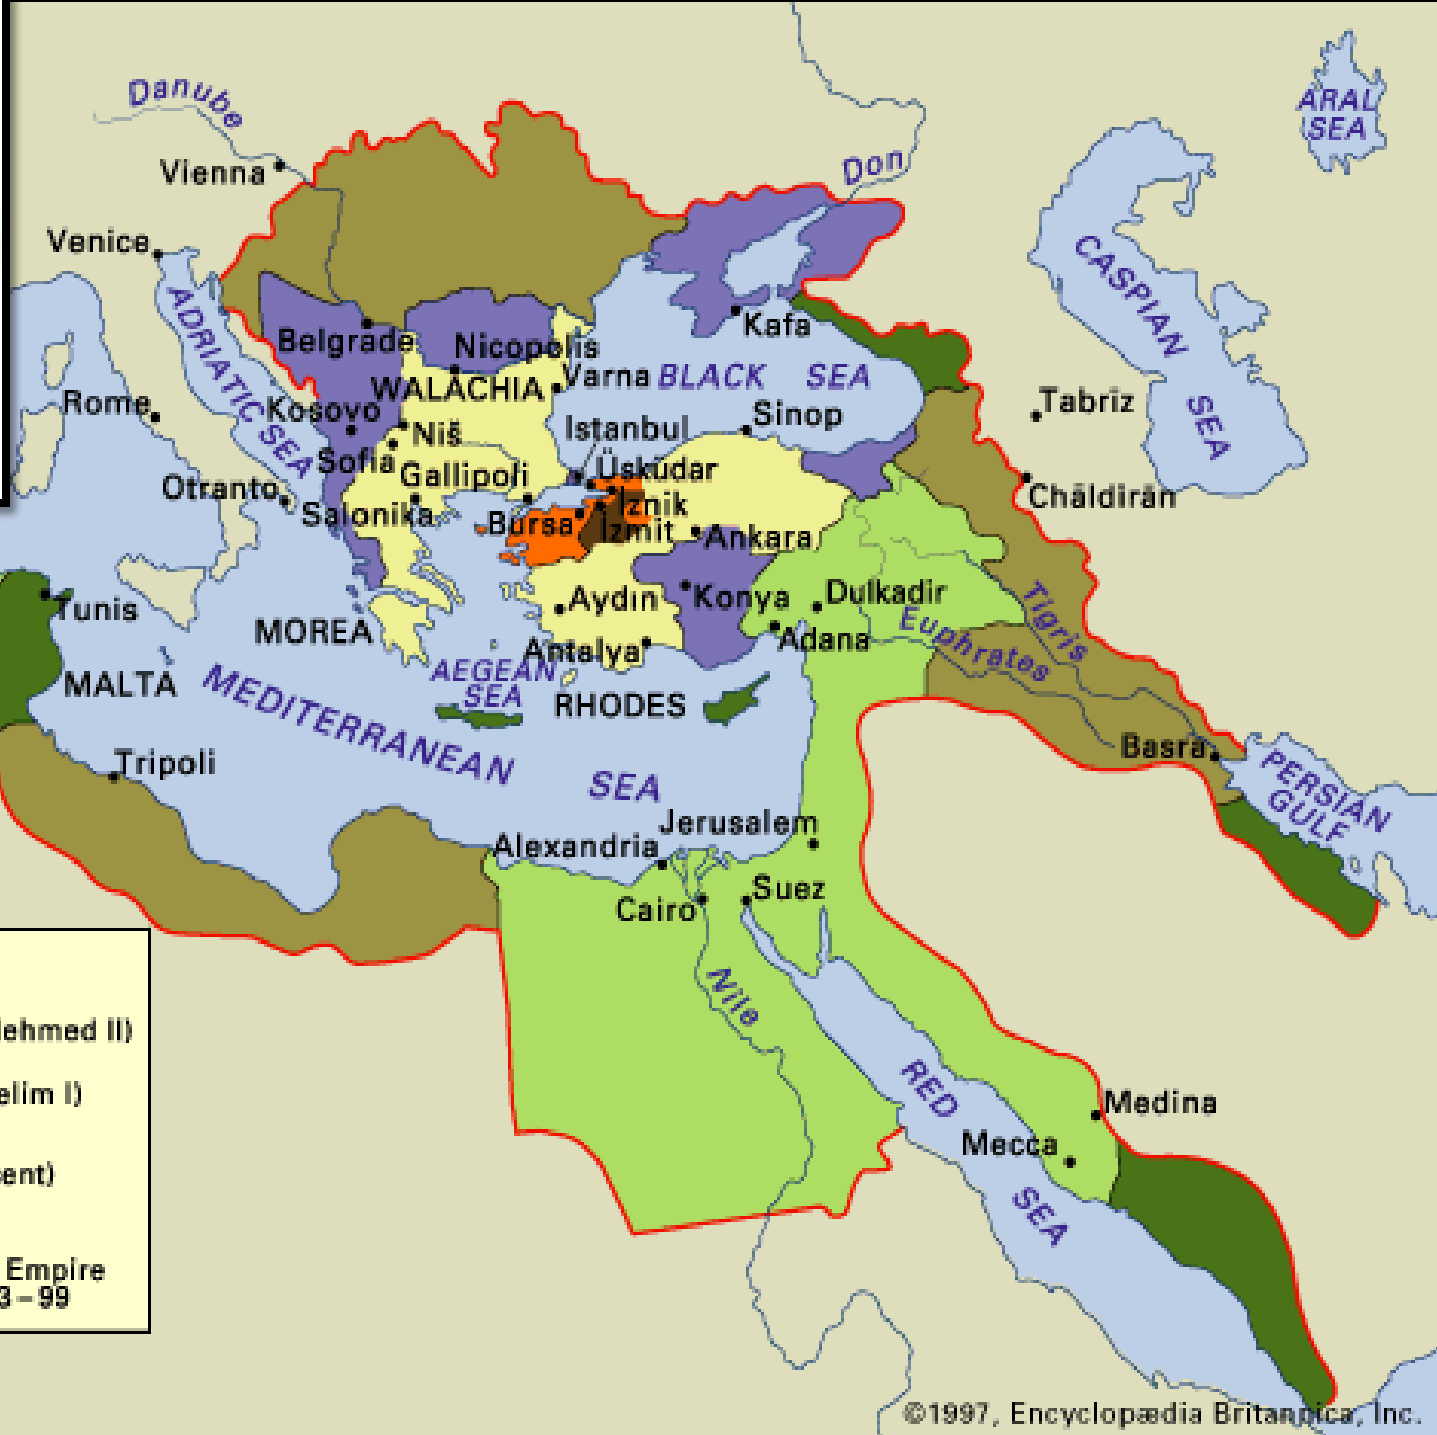 ARAL
SEA
Danube
Don
Vienna
Venice
CASPIAN
SEA
ADRIATIC SEA
Belgrade
Nicopolis
Kafa
WALACHIA
Varna
BLACK SEA
Rome
Kosovo
Niš
Istanbul
Sinop
Tabriz
Sofia
Gallipoli
Üsküdar
Otranto
Salonika
Bursa
İznik
İzmit
Ankara
Chāldirān
Tunis
MOREA
Aydın
Konya
Dulkadir
Tigris
Antalya
Adana
Euphrates
MALTA
AEGEAN
SEA
RHODES
MEDITERRANEAN SEA
Tripoli
Basra
PERSIAN
GULF
Jerusalem
Alexandria
Suez
Cairo
Nile
RED
SEA
Medina
Mecca
ehmed II)
elim I)
ent)
Empire
3–99
©1997, Encyclopædia Britannica, Inc.